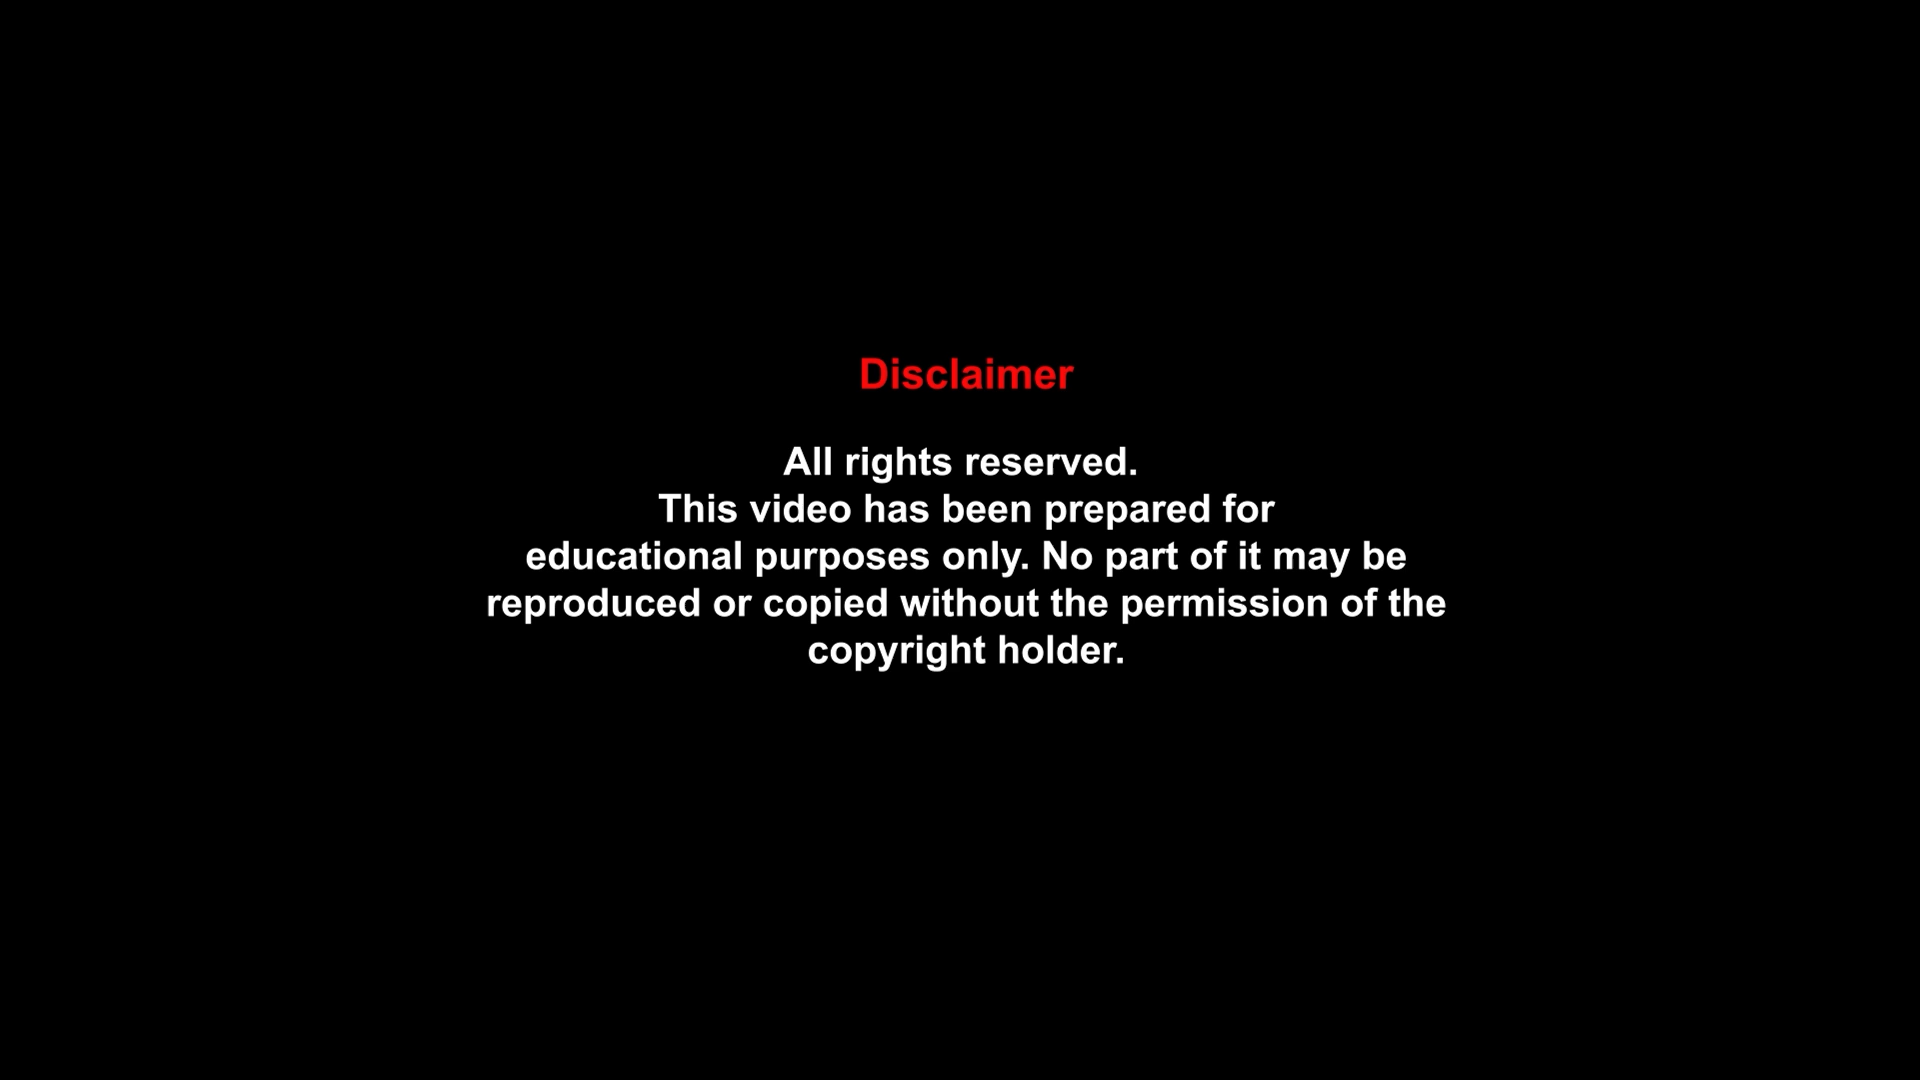 Disclaimer
All rights reserved.
This video has been prepared for
educational purposes only. No part of it may be
reproduced or copied without the permission of the
copyright holder.